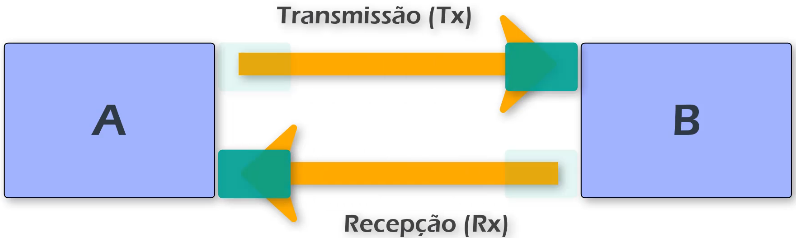 Transmissão (Tx)
A
B
Recepção (Rx)